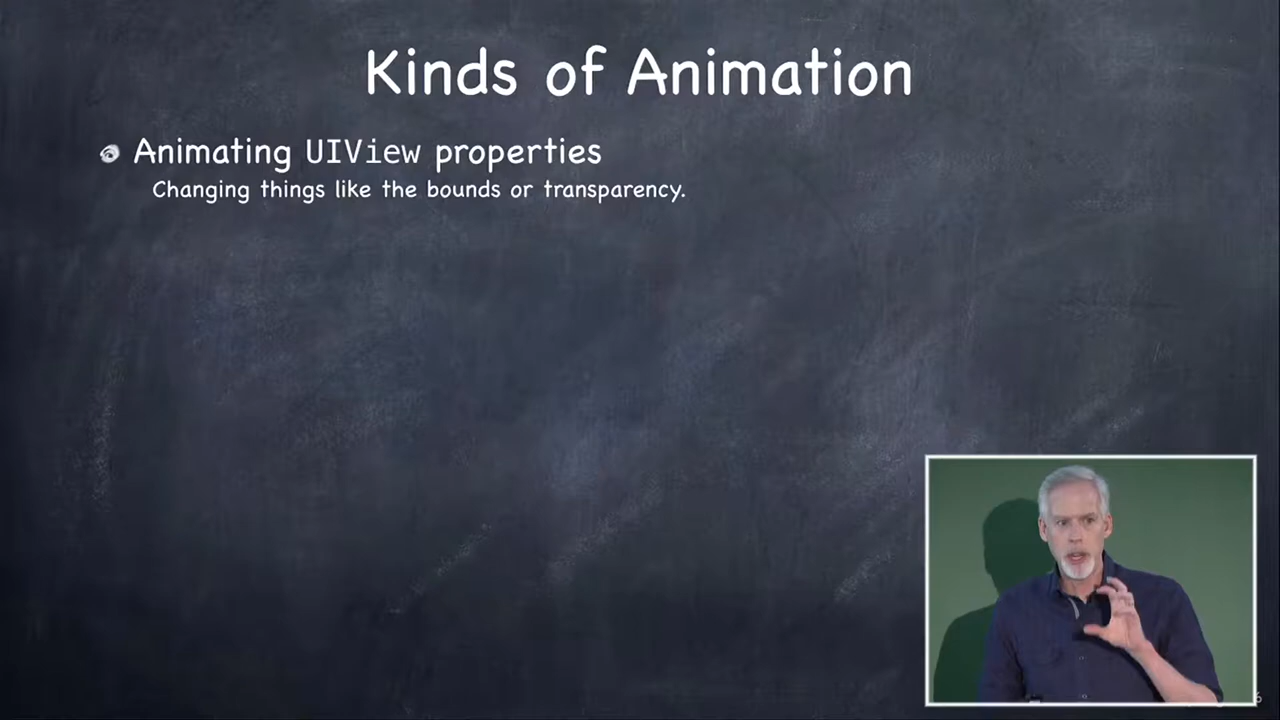 Kinds of Animation
Animating UIView properties
Changing things like the bounds or transparency.